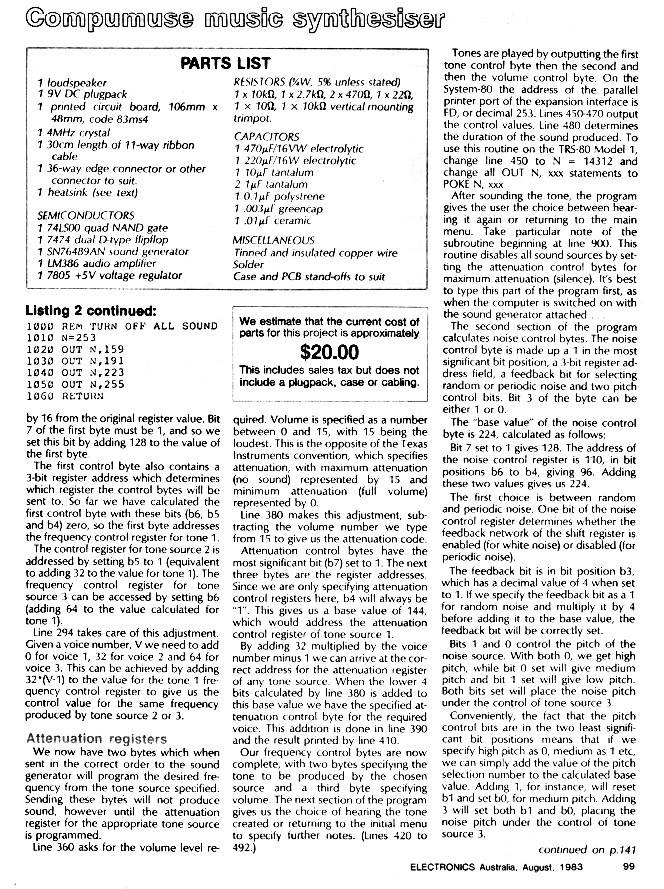 Compumuse music synthesiser
PARTS LIST
1 loudspeaker
1 9V DC plugpack
1 printed circuit board, 106mm x
48mm, code 83ms4
1 4MHz crystal
1 30cm length of 11-way ribbon
cable
1 36-way edge connector or other
connector to suit.
1 heatsink (see text)
SEMICONDUCTORS
1 74LS00 quad NAND gate
1 7474 dual D-type flipflop
1 SN76489AN sound generator
1 LM386 audio amplifier
1 7805 +5V voltage regulator
RESISTORS (¼W, 5% unless stated)
1 x 10kΩ, 1 x 2.7kΩ, 2 x 470Ω, 1 x 22Ω,
1 × 10Ω, 1 × 10kΩ vertical mounting
trimpot.
CAPACITORS
1 470µF/16VW electrolytic
1 220µF/16W electrolytic
1 10µF tantalum
2 1µF tantalum
1 0.1µF polystrene
1 .003µF greencap
1 .01µF ceramic
MISCELLANEOUS
Tinned and insulated copper wire
Solder
Case and PCB stand-offs to suit
Listing 2 continued:
1000 REM TURN OFF ALL SOUND
1010 N=253
1020 OUT N,159
1030 OUT N,191
1040 OUT N,223
1050 OUT N,255
1060 RETURN
We estimate that the current cost of
parts for this project is approximately
$20.00
This includes sales tax but does not
include a plugpack, case or cabling.
by 16 from the original register value. Bit
7 of the first byte must be 1, and so we
set this bit by adding 128 to the value of
the first byte
The first control byte also contains a
3-bit register address which determines
which register the control bytes will be
sent to. So far we have calculated the
first control byte with these bits (b6, b5
and b4) zero, so the first byte addresses
the frequency control register for tone 1.
The control register for tone source 2 is
addressed by setting b5 to 1 (equivalent
to adding 32 to the value for tone 1). The
frequency control register for tone
source 3 can be accessed by setting b6
(adding 64 to the value calculated for
tone 1).
Line 294 takes care of this adjustment.
Given a voice number, V we need to add
0 for voice 1, 32 for voice 2 and 64 for
voice 3. This can be achieved by adding
32*(V-1) to the value for the tone 1 fre-
quency control register to give us the
control value for the same frequency
produced by tone source 2 or 3.
Attenuation registers
We now have two bytes which when
sent in the correct order to the sound
generator will program the desired fre-
quency from the tone source specified.
Sending these bytes will not produce
sound, however until the attenuation
register for the appropriate tone source
is programmed.
Line 360 asks for the volume level re-
quired. Volume is specified as a number
between 0 and 15, with 15 being the
loudest. This is the opposite of the Texas
Instruments convention, which specifies
attenuation, with maximum attenuation
(no sound) represented by 15 and
minimum attenuation (full volume)
represented by 0.
Line 380 makes this adjustment, sub-
tracting the volume number we type
from 15 to give us the attenuation code.
Attenuation control bytes have the
most significant bit (b7) set to 1. The next
three bytes are the register addresses.
Since we are only specifying attenuation
control registers here, b4 will always be
"1". This gives us a base value of 144,
which would address the attenuation
control register of tone source 1.
By adding 32 multiplied by the voice
number minus 1 we can arrive at the cor-
rect address for the attenuation register
of any tone source. When the lower 4
bits calculated by line 380 is added to
this base value we have the specified at-
tenuation control byte for the required
voice. This addition is done in line 390
and the result printed by line 410.
Our frequency control bytes are now
complete, with two bytes specifying the
tone to be produced by the chosen
source and a third byte specifying
volume. The next section of the program
gives us the choice of hearing the tone
created or returning to the initial menu
to specify further notes. (Lines 420 to
492.)
Tones are played by outputting the first
tone control byte then the second and
then the volume control byte. On the
System-80 the address of the parallel
printer port of the expansion interface is
FD, or decimal 253. Lines 450-470 output
the control values. Line 480 determines
the duration of the sound produced. To
use this routine on the TRS-80 Model 1,
change line 450 to N = 14312 and
change all OUT N, xxx statements to
POKE N, xxx
After sounding the tone, the program
gives the user the choice between hear-
ing it again or returning to the main
menu. Take particular note of the
subroutine beginning at line 900. This
routine disables all sound sources by set-
ting the attenuation control bytes for
maximum attenuation (silence). It's best
to type this part of the program first, as
when the computer is switched on with
the sound generator attached . . .
The second section of the program
calculates noise control bytes. The noise
control byte is made up a 1 in the most
significant bit position, a 3-bit register ad-
dress field, a feedback bit for selecting
random or periodic noise and two pitch
control bits. Bit 3 of the byte can be
either 1 or 0.
The "base value" of the noise control
byte is 224, calculated as follows:
Bit 7 set to 1 gives 128. The address of
the noise control register is 110, in bit
positions b6 to b4, giving 96. Adding
these two values gives us 224.
The first choice is between random
and periodic noise. One bit of the noise
control register determines whether the
feedback network of the shift register is
enabled (for white noise) or disabled (for
periodic noise).
The feedback bit is in bit position b3,
which has a decimal value of 4 when set
to 1. If we specify the feedback bit as a 1
for random noise and multiply it by 4
before adding it to the base value, the
feedback bit will be correctly set.
Bits 1 and 0 control the pitch of the
noise source. With both 0, we get high
pitch, while bit 0 set will give medium
pitch and bit 1 set will give low pitch.
Both bits set will place the noise pitch
under the control of tone source 3
Conveniently, the fact that the pitch
control bits are in the two least signifi-
cant bit positions means that if we
specify high pitch as 0, medium as 1 etc,
we can simply add the value of the pitch
selection number to the calculated base
value. Adding 1, for instance, will reset
b1 and set b0, for medium pitch. Adding
3 will set both b1 and b0, placing the
noise pitch under the control of tone
source 3.
continued on p.141
ELECTRONICS Australia, August, 1983 99